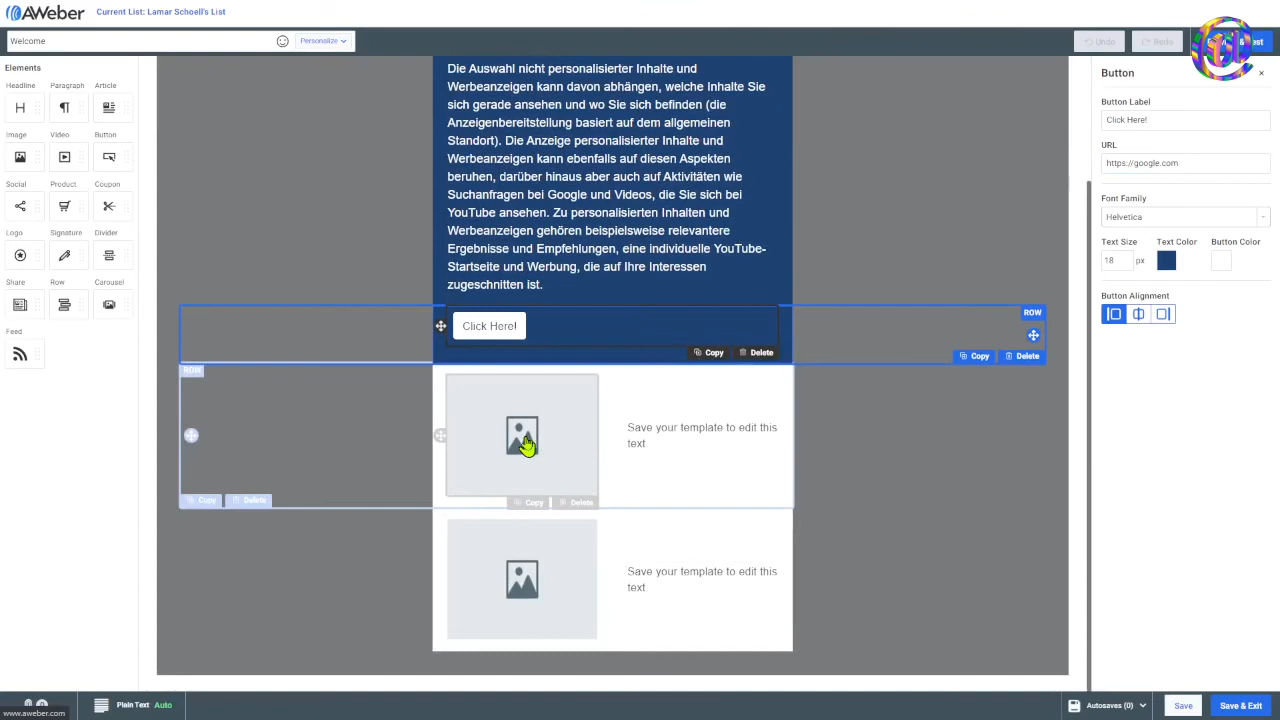 AWeber
Current List: Lamar Schoell's List
Welcome
Personalize
Undo
Redo
Elements
Headline
Paragraph
Article
Image
Video
Button
Social
Product
Coupon
Logo
Signature
Divider
Share
Row
Carousel
Feed
Die Auswahl nicht personalisierter Inhalte und
Werbeanzeigen kann davon abhängen, welche Inhalte Sie
sich gerade ansehen und wo Sie sich befinden (die
Anzeigenbereitstellung basiert auf dem allgemeinen
Standort). Die Anzeige personalisierter Inhalte und
Werbeanzeigen kann ebenfalls auf diesen Aspekten
beruhen, darüber hinaus aber auch auf Aktivitäten wie
Suchanfragen bei Google und Videos, die Sie sich bei
YouTube ansehen. Zu personalisierten Inhalten und
Werbeanzeigen gehören beispielsweise relevantere
Ergebnisse und Empfehlungen, eine individuelle YouTube-
Startseite und Werbung, die auf Ihre Interessen
zugeschnitten ist.
Click Here!
Copy
Delete
ROW
Copy
Delete
ROW
Save your template to edit this
text
Copy
Delete
Copy
Delete
Save your template to edit this
text
Button
Button Label
Click Here!
URL
https://google.com
Font Family
Helvetica
Text Size
Text Color
Button Color
18
px
Button Alignment
Plain Text
Auto
www.aweber.com
Autosaves (0)
Save
Save & Exit